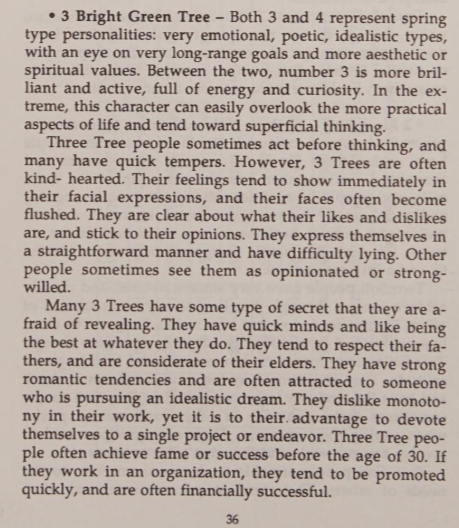 • 3 Bright Green Tree – Both 3 and 4 represent spring
type personalities: very emotional, poetic, idealistic types,
with an eye on very long-range goals and more aesthetic or
spiritual values. Between the two, number 3 is more bril-
liant and active, full of energy and curiosity. In the ex-
treme, this character can easily overlook the more practical
aspects of life and tend toward superficial thinking.
Three Tree people sometimes act before thinking, and
many have quick tempers. However, 3 Trees are often
kind- hearted. Their feelings tend to show immediately in
their facial expressions, and their faces often become
flushed. They are clear about what their likes and dislikes
are, and stick to their opinions. They express themselves in
a straightforward manner and have difficulty lying. Other
people sometimes see them as opinionated or strong-
willed.
Many 3 Trees have some type of secret that they are a-
fraid of revealing. They have quick minds and like being
the best at whatever they do. They tend to respect their fa-
thers, and are considerate of their elders. They have strong
romantic tendencies and are often attracted to someone
who is pursuing an idealistic dream. They dislike monoto-
ny in their work, yet it is to their advantage to devote
themselves to a single project or endeavor. Three Tree peo-
ple often achieve fame or success before the age of 30. If
they work in an organization, they tend to be promoted
quickly, and are often financially successful.
36